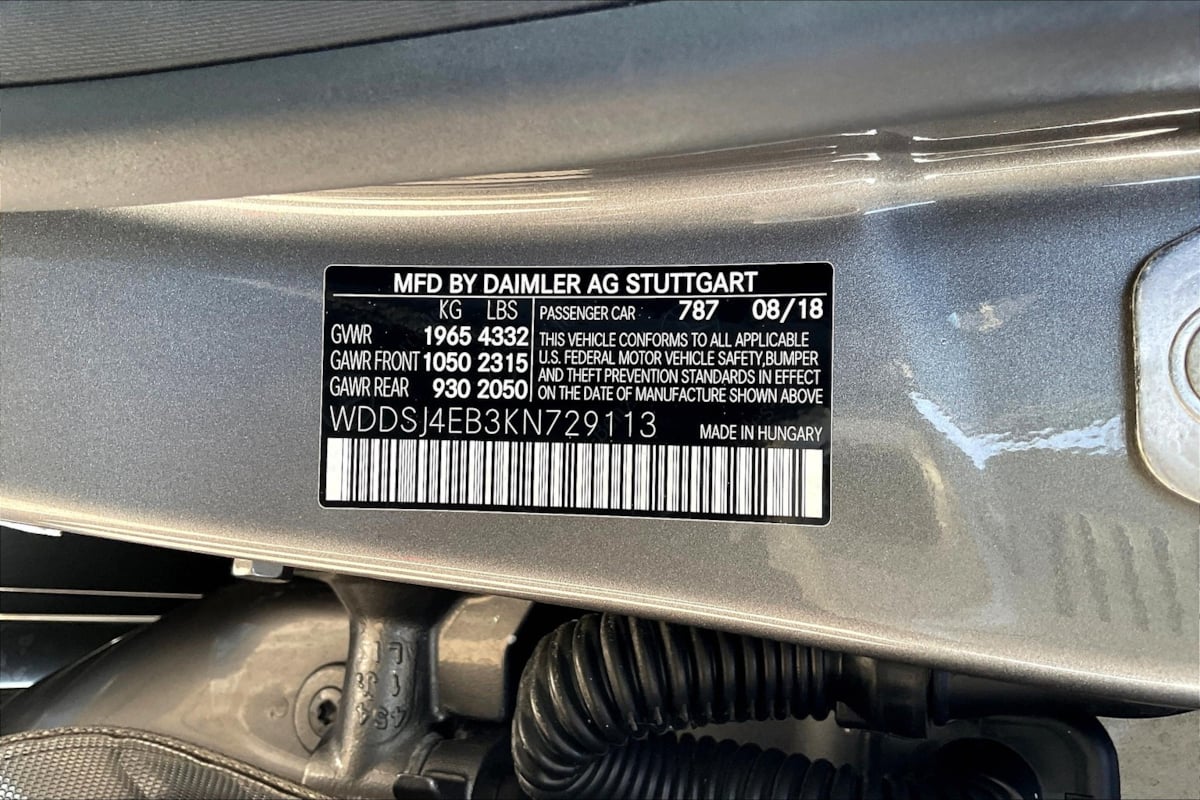 MFD BY DAIMLER AG STUTTGART
KG LBS
GVWR 1965 4332
GAWR FRONT 1050 2315
GAWR REAR 930 2050
PASSENGER CAR 787 08/18
THIS VEHICLE CONFORMS TO ALL APPLICABLE
U.S. FEDERAL MOTOR VEHICLE SAFETY,BUMPER
AND THEFT PREVENTION STANDARDS IN EFFECT
ON THE DATE OF MANUFACTURE SHOWN ABOVE
WDDSJ4EB3KN729113
MADE IN HUNGARY